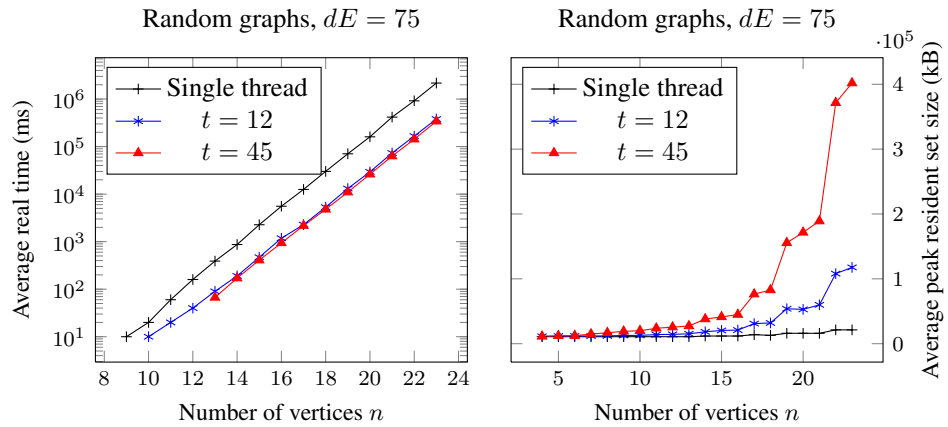 Random graphs, dE = 75
Average real time (ms)
10^6
10^5
10^4
10^3
10^2
10^1
Single thread
t = 12
t = 45
8 10 12 14 16 18 20 22 24
Number of vertices n
Random graphs, dE = 75
·10^5
Single thread
t = 12
t = 45
4
2
1
0
Average peak resident set size (kB)
5 10 15 20
Number of vertices n